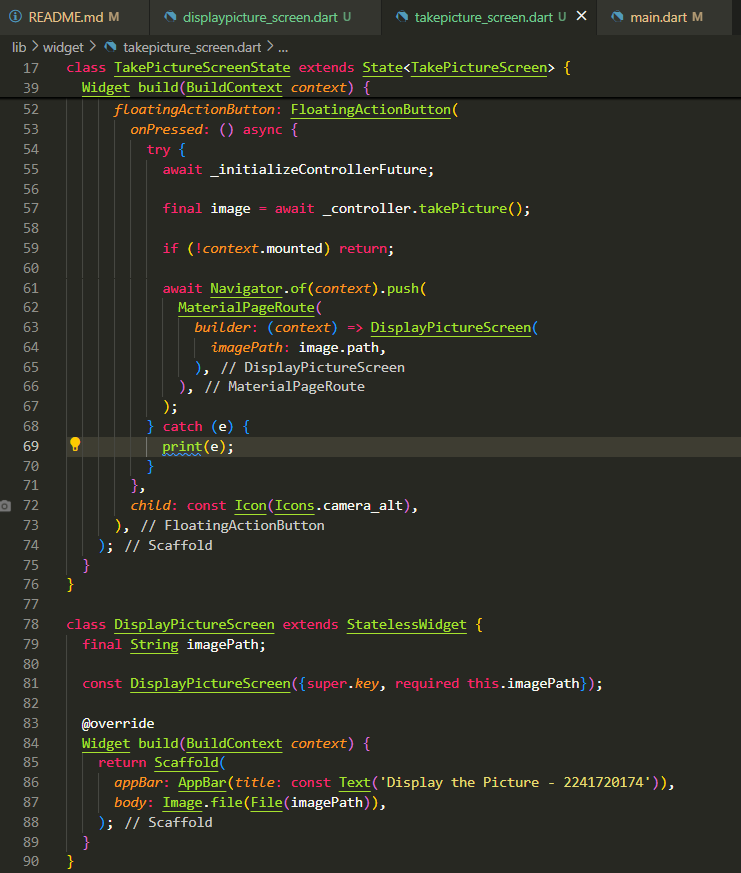 README.md M displaypicture_screen.dart U takepicture_screen.dart U main.dart M
lib > widget > takepicture_screen.dart > ...
17 class TakePictureScreenState extends State<TakePictureScreen> {
39   Widget build(BuildContext context) {
52       floatingActionButton: FloatingActionButton(
53         onPressed: () async {
54           try {
55             await _initializeControllerFuture;
56
57             final image = await _controller.takePicture();
58
59             if (!context.mounted) return;
60
61             await Navigator.of(context).push(
62               MaterialPageRoute(
63                 builder: (context) => DisplayPictureScreen(
64                   imagePath: image.path,
65                 ), // DisplayPictureScreen
66               ), // MaterialPageRoute
67             );
68           } catch (e) {
69             print(e);
70           }
71         },
72         child: const Icon(Icons.camera_alt),
73       ), // FloatingActionButton
74     ); // Scaffold
75   }
76 }
77
78 class DisplayPictureScreen extends StatelessWidget {
79   final String imagePath;
80
81   const DisplayPictureScreen({super.key, required this.imagePath});
82
83   @override
84   Widget build(BuildContext context) {
85     return Scaffold(
86       appBar: AppBar(title: const Text('Display the Picture - 2241720174')),
87       body: Image.file(File(imagePath)),
88     ); // Scaffold
89   }
90 }